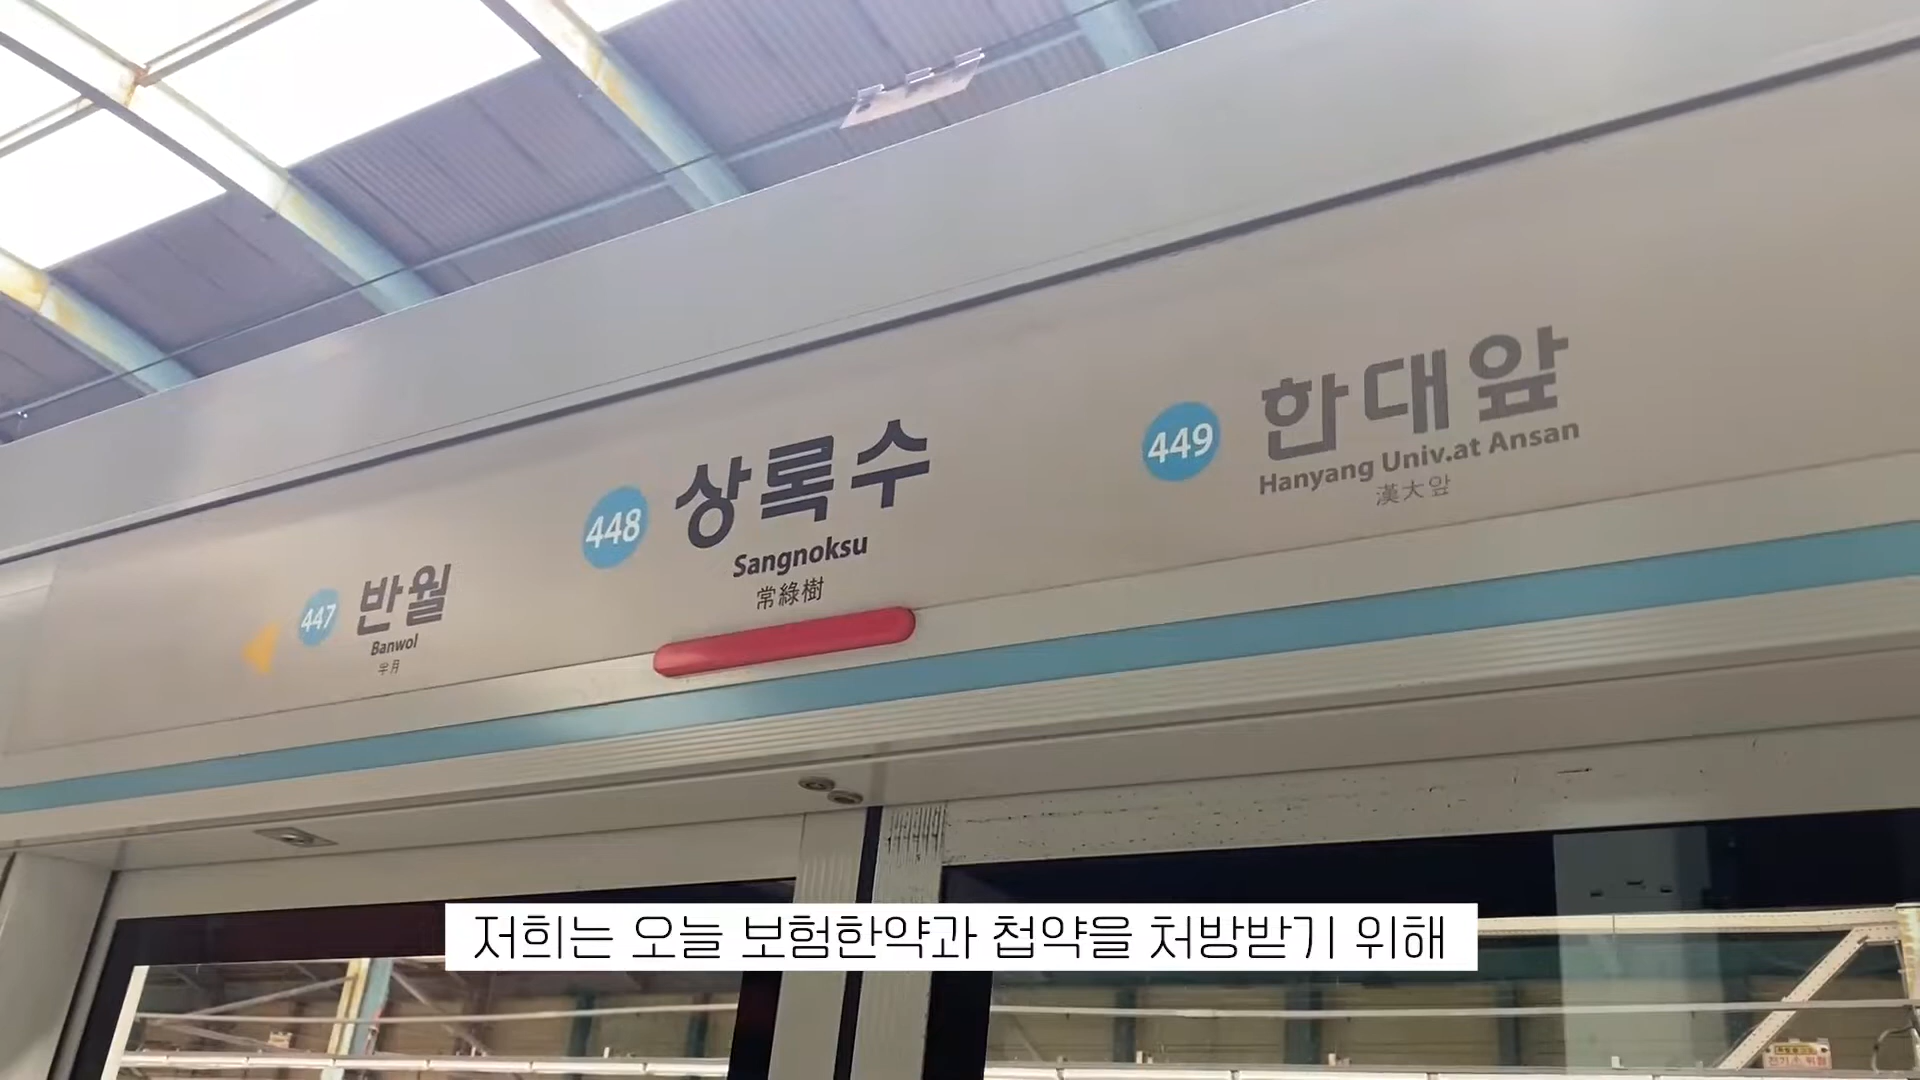 447 반월
Banwol
半月
448 상록수
Sangnoksu
常綠樹
449 한대앞
Hanyang Univ.at Ansan
漢大앞
저희는 오늘 보험한약과 첩약을 처방받기 위해